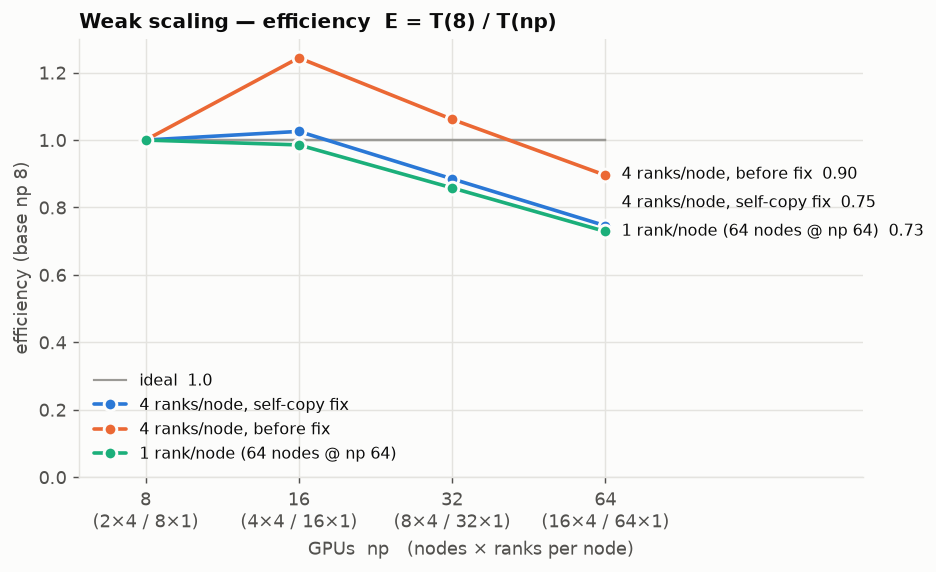 Weak scaling — efficiency  E = T(8) / T(np)
efficiency (base np 8)
1.2
1.0
0.8
0.6
0.4
0.2
0.0
4 ranks/node, before fix  0.90
4 ranks/node, self-copy fix  0.75
1 rank/node (64 nodes @ np 64)  0.73
ideal  1.0
4 ranks/node, self-copy fix
4 ranks/node, before fix
1 rank/node (64 nodes @ np 64)
8 16 32 64
(2×4 / 8×1) (4×4 / 16×1) (8×4 / 32×1) (16×4 / 64×1)
GPUs  np   (nodes × ranks per node)